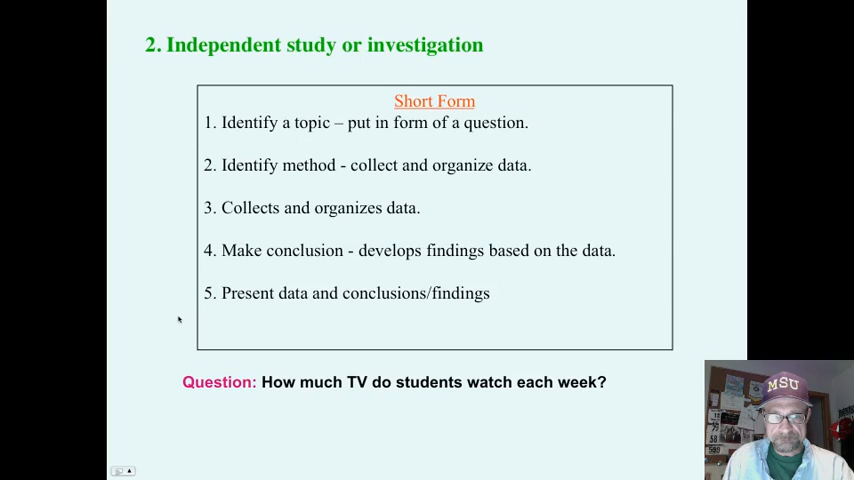 2. Independent study or investigation
Short Form
1. Identify a topic – put in form of a question.
2. Identify method - collect and organize data.
3. Collects and organizes data.
4. Make conclusion - develops findings based on the data.
5. Present data and conclusions/findings
Question: How much TV do students watch each week?
MSU